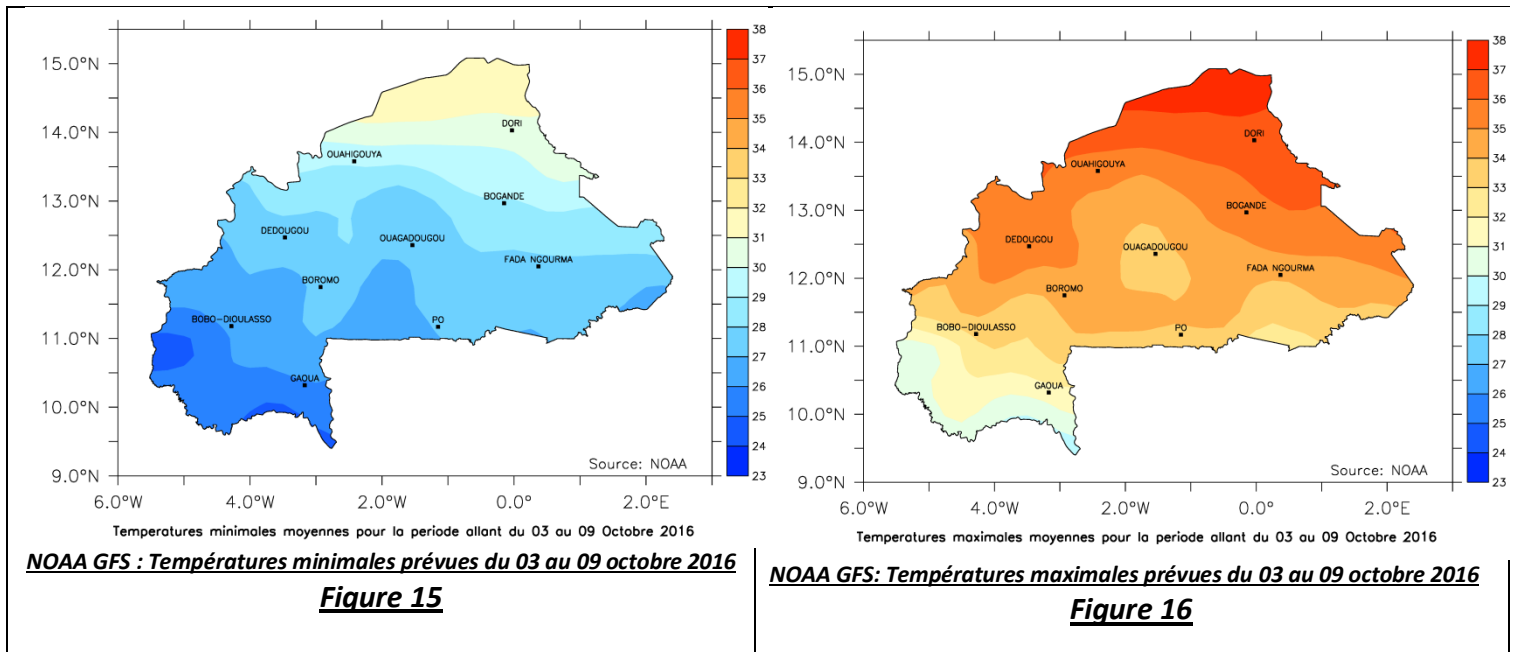 15.0°N
14.0°N
13.0°N
12.0°N
11.0°N
10.0°N
9.0°N
6.0°W
4.0°W
2.0°W
0.0°
2.0°E
DORI
OUAHIGOUYA
BOGANDE
DEDOUGOU
OUAGADOUGOU
FADA NGOURMA
BOROMO
BOBO-DIOULASSO
PO
GAOUA
Source: NOAA
38
37
36
35
34
33
32
31
30
29
28
27
26
25
24
23
Temperatures minimales moyennes pour la periode allant du 03 au 09 Octobre 2016
NOAA GFS : Températures minimales prévues du 03 au 09 octobre 2016
Figure 15
15.0°N
14.0°N
13.0°N
12.0°N
11.0°N
10.0°N
9.0°N
6.0°W
4.0°W
2.0°W
0.0°
2.0°E
DORI
OUAHIGOUYA
BOGANDE
DEDOUGOU
OUAGADOUGOU
FADA NGOURMA
BOROMO
BOBO-DIOULASSO
PO
GAOUA
Source: NOAA
38
37
36
35
34
33
32
31
30
29
28
27
26
25
24
23
Temperatures maximales moyennes pour la periode allant du 03 au 09 Octobre 2016
NOAA GFS: Températures maximales prévues du 03 au 09 octobre 2016
Figure 16